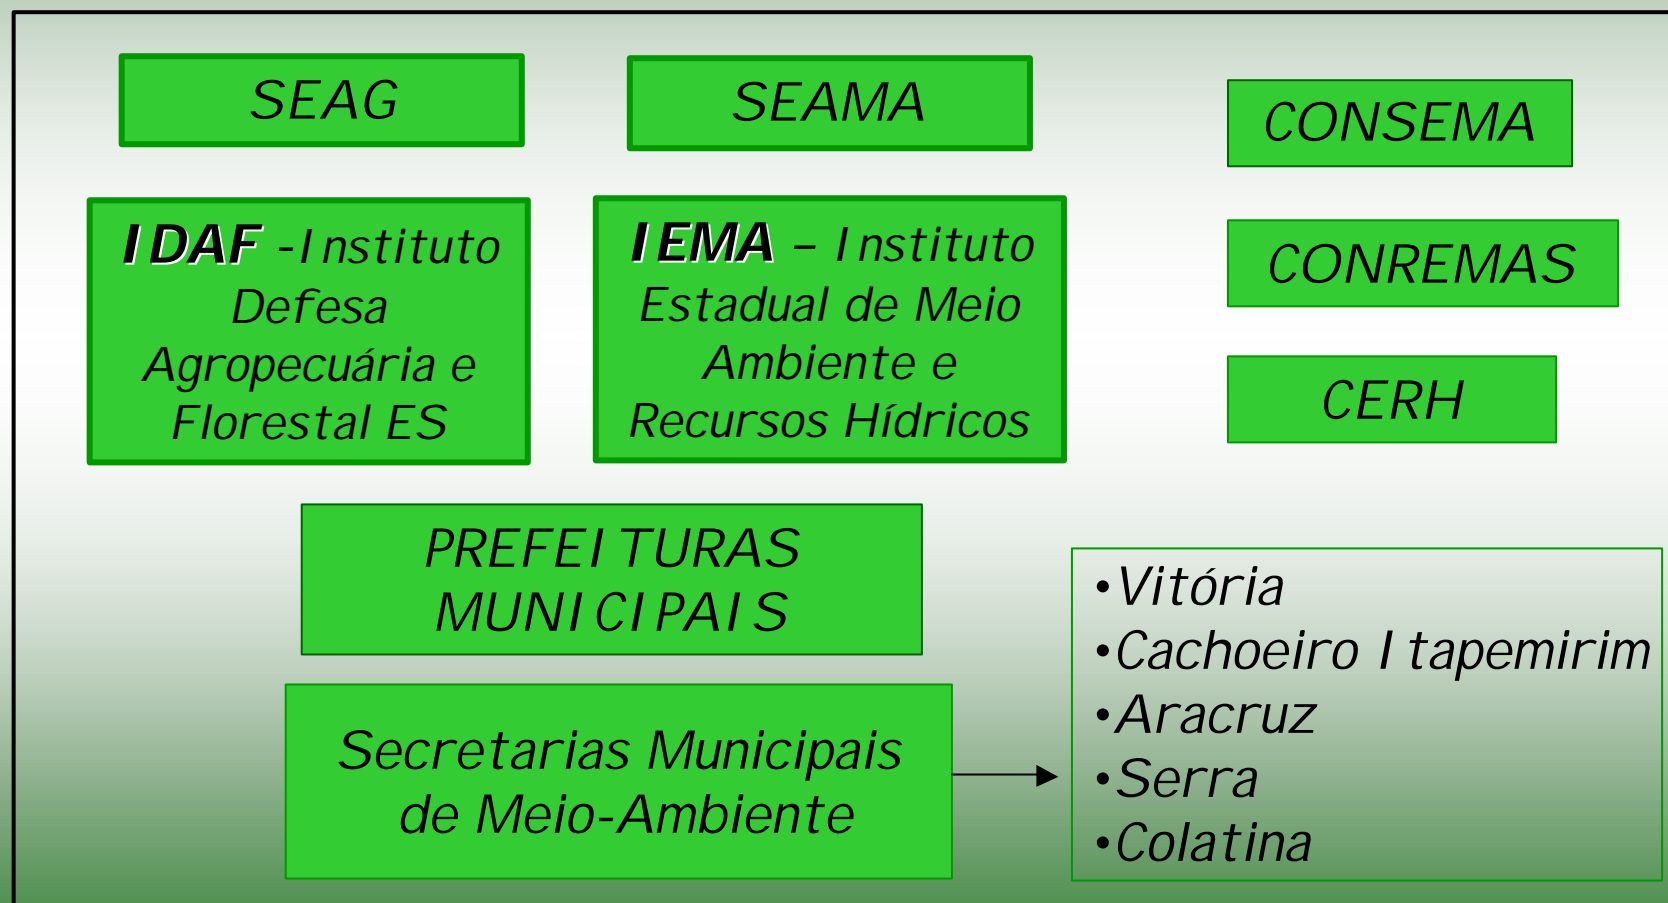 SEAG
SEAMA
CONSEMA
IDAF -Instituto
Defesa
Agropecuária e
Florestal ES
IEMA – Instituto
Estadual de Meio
Ambiente e
Recursos Hídricos
CONREMAS
CERH
PREFEITURAS
MUNICIPAIS
Secretarias Municipais
de Meio-Ambiente
•Vitória
•Cachoeiro Itapemirim
•Aracruz
•Serra
•Colatina